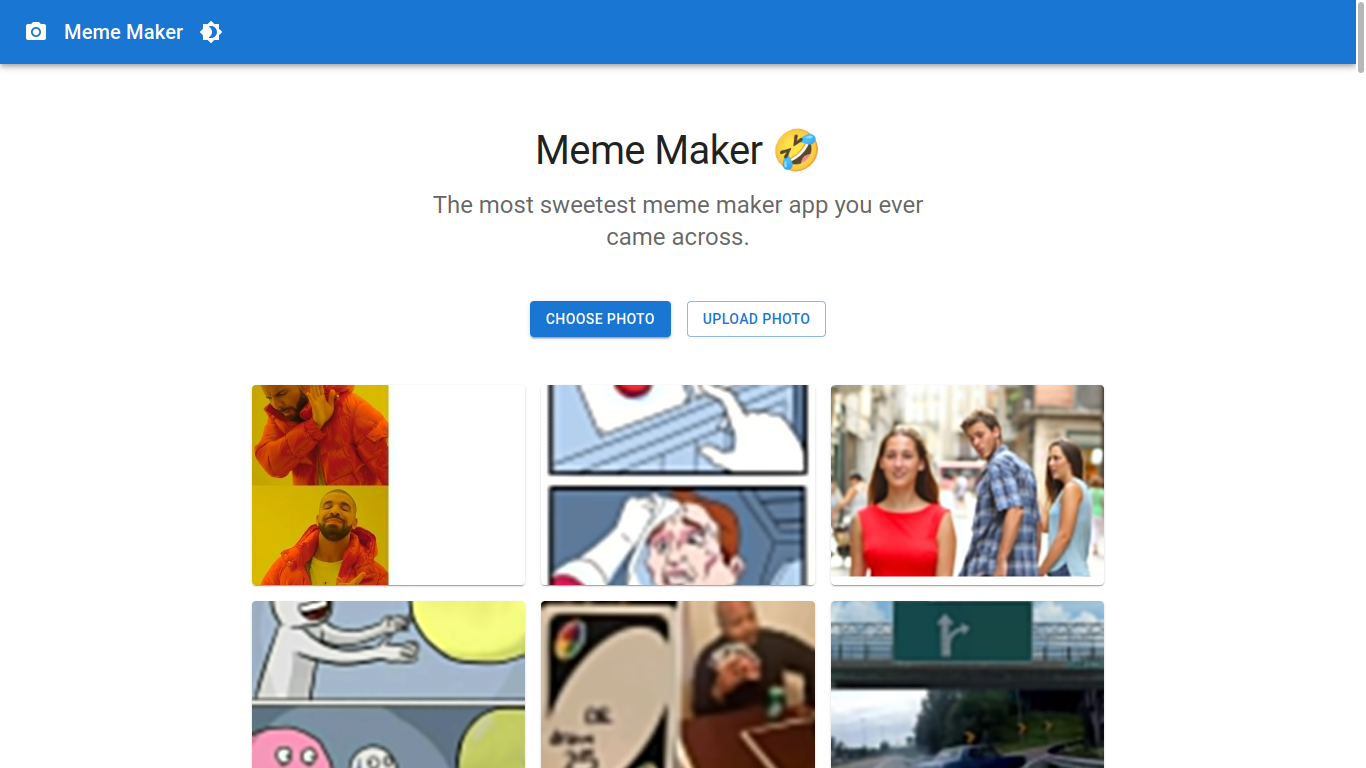 Meme Maker
Meme Maker 🤣
The most sweetest meme maker app you ever
came across.
CHOOSE PHOTO
UPLOAD PHOTO
OR
draw
25